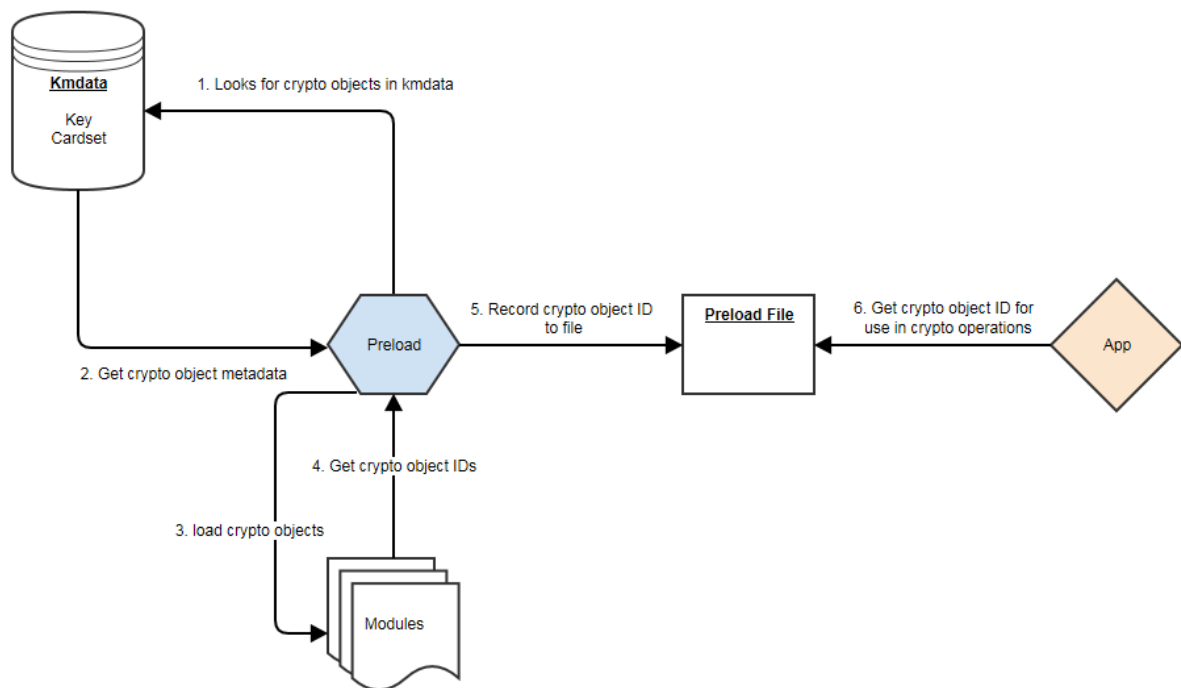 Kmdata
Key
Cardset
1. Looks for crypto objects in kmdata
2. Get crypto object metadata
Preload
3. load crypto objects
4. Get crypto object IDs
Modules
5. Record crypto object ID
to file
Preload File
6. Get crypto object ID for
use in crypto operations
App